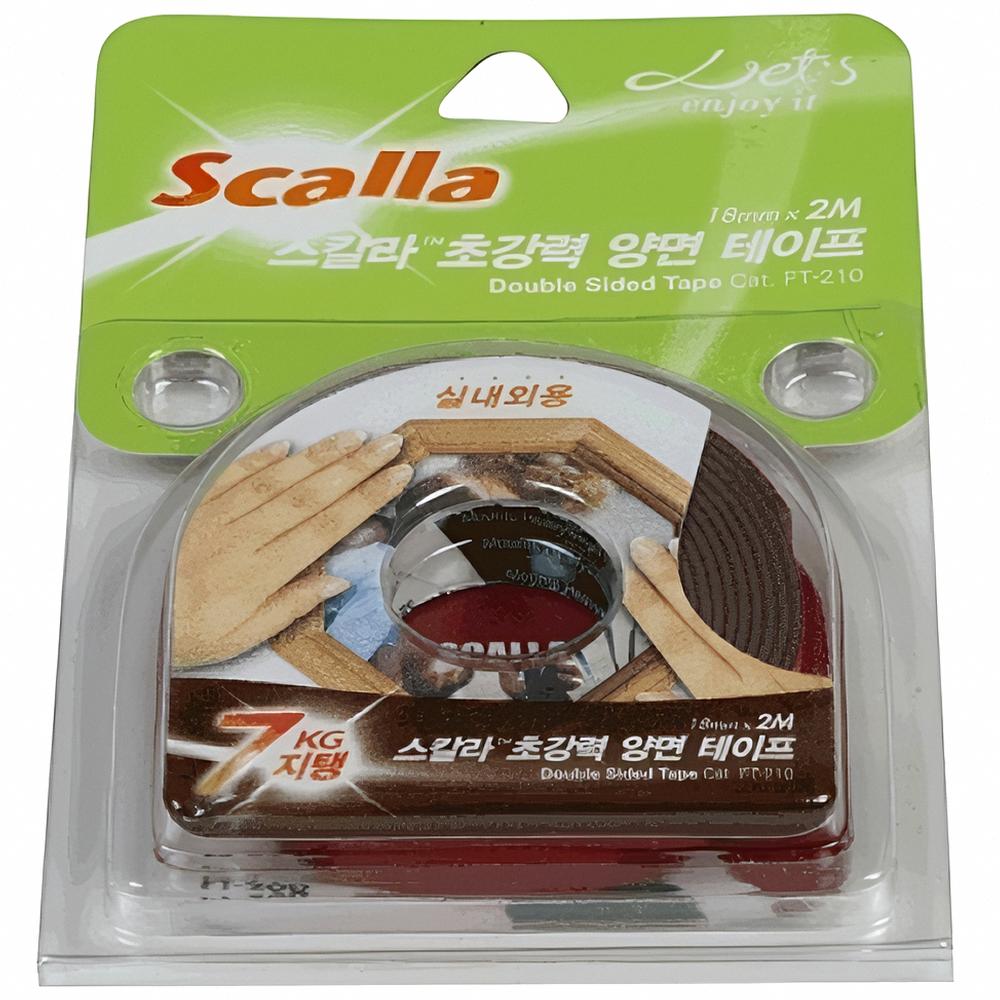 Let's
enjoy it
Scalla
18mm x 2M
스칼라™ 초강력 양면 테이프
Double Sided Tape Cat. PT-210
실내외용
SCALLA
7KG
지탱
18mm x 2M
스칼라™ 초강력 양면 테이프
Double Sided Tape Cat. PT-210